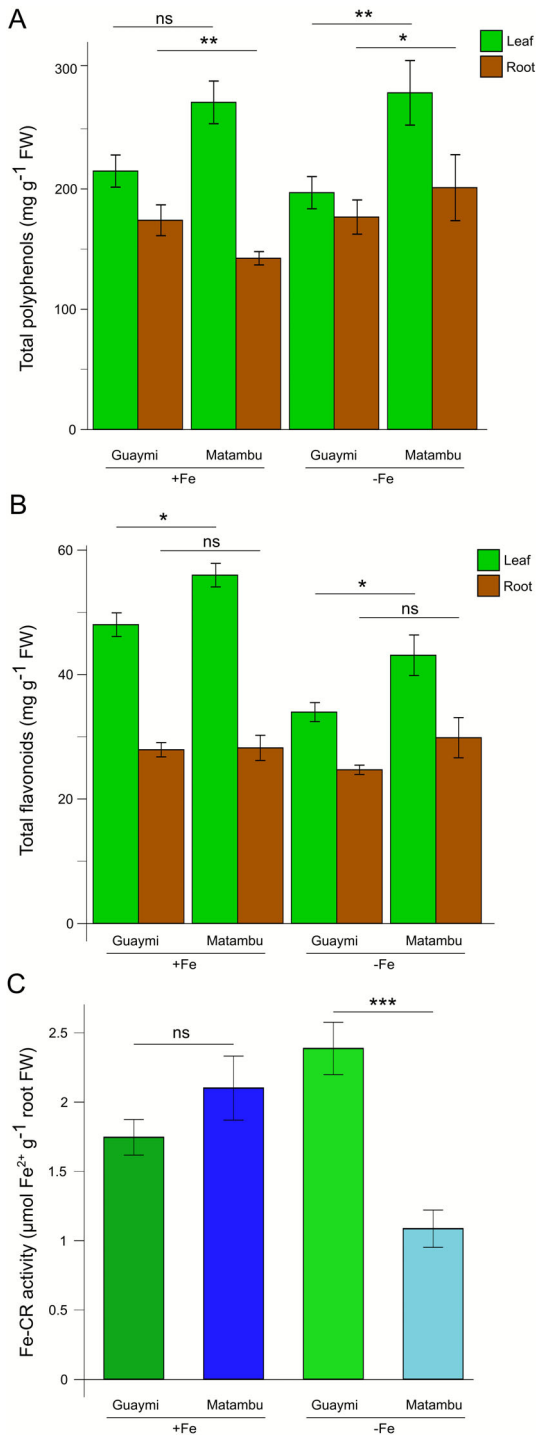 A
Total polyphenols (mg g⁻¹ FW)
300
200
100
0
ns
**
**
*
Leaf
Root
Guaymi
Matambu
Guaymi
Matambu
+Fe
-Fe
B
Total flavonoids (mg g⁻¹ FW)
60
40
20
0
*
ns
*
ns
Leaf
Root
Guaymi
Matambu
Guaymi
Matambu
+Fe
-Fe
C
Fe-CR activity (µmol Fe²⁺ g⁻¹ root FW)
2.5
2
1.5
1
0.5
0
ns
***
Guaymi
Matambu
Guaymi
Matambu
+Fe
-Fe